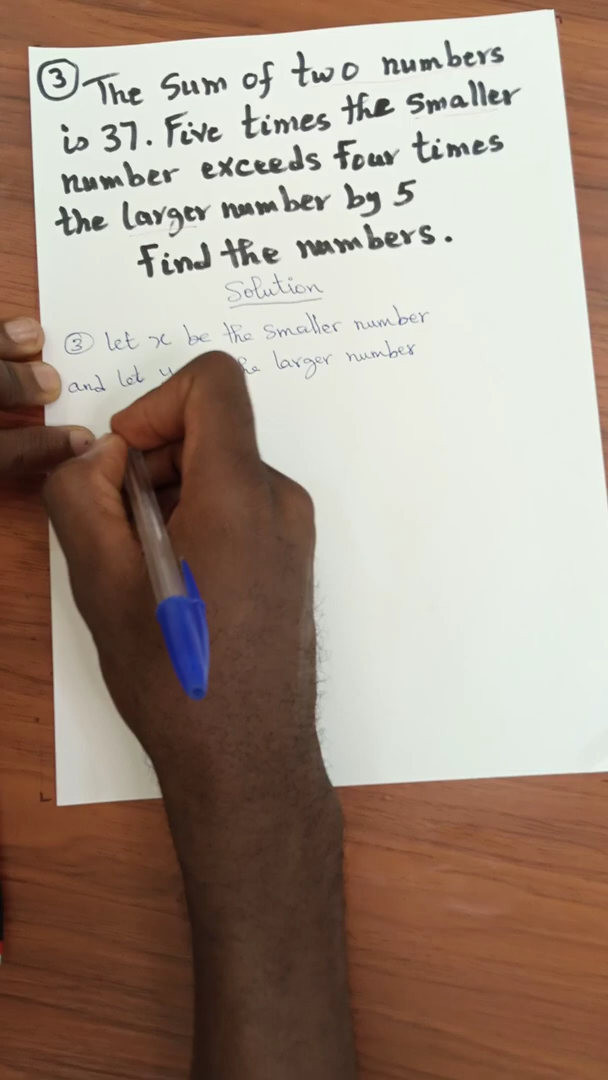 ③ The Sum of two numbers
is 37. Five times the smaller
number exceeds four times
the larger number by 5
find the numbers.
Solution
③ let x be the smaller number
and let y larger number